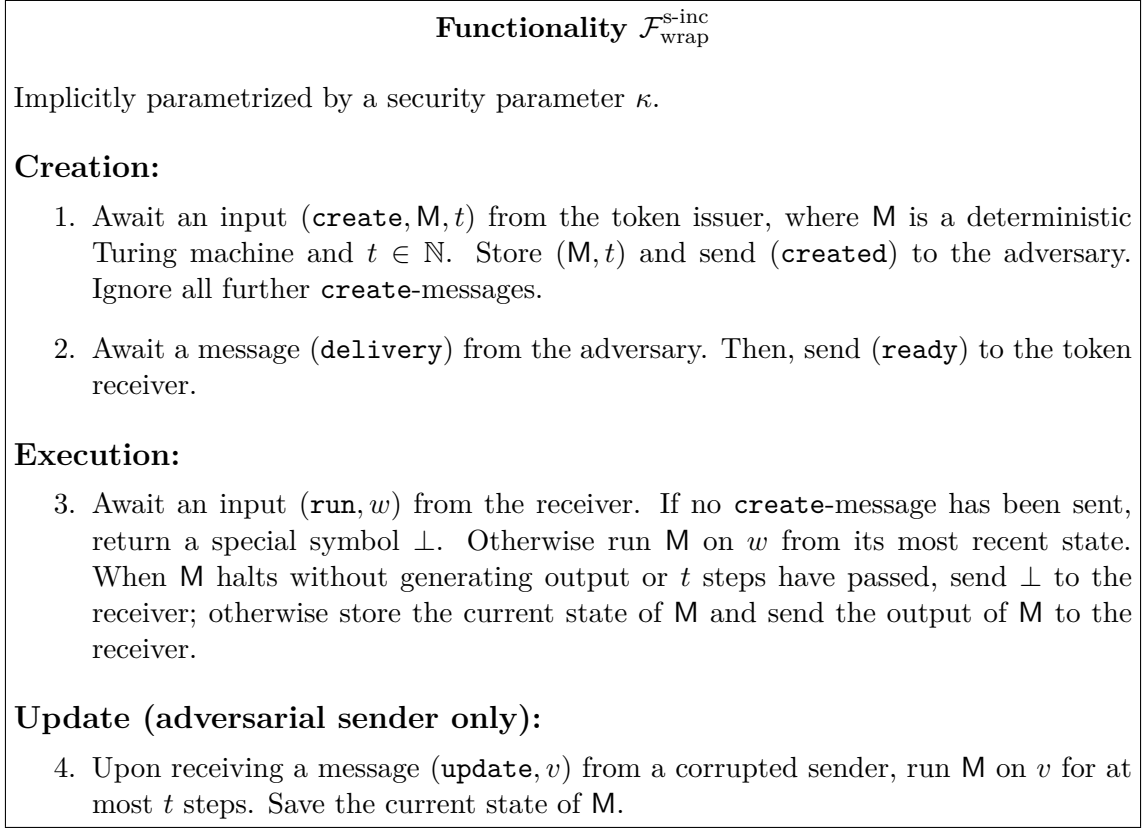 Functionality $\mathcal{F}_{\text{wrap}}^{\text{s-inc}}$
Implicitly parametrized by a security parameter κ.
Creation:
1. Await an input (create, M, t) from the token issuer, where M is a deterministic
Turing machine and t ∈ ℕ. Store (M, t) and send (created) to the adversary.
Ignore all further create-messages.
2. Await a message (delivery) from the adversary. Then, send (ready) to the token
receiver.
Execution:
3. Await an input (run, w) from the receiver. If no create-message has been sent,
return a special symbol ⊥. Otherwise run M on w from its most recent state.
When M halts without generating output or t steps have passed, send ⊥ to the
receiver; otherwise store the current state of M and send the output of M to the
receiver.
Update (adversarial sender only):
4. Upon receiving a message (update, v) from a corrupted sender, run M on v for at
most t steps. Save the current state of M.